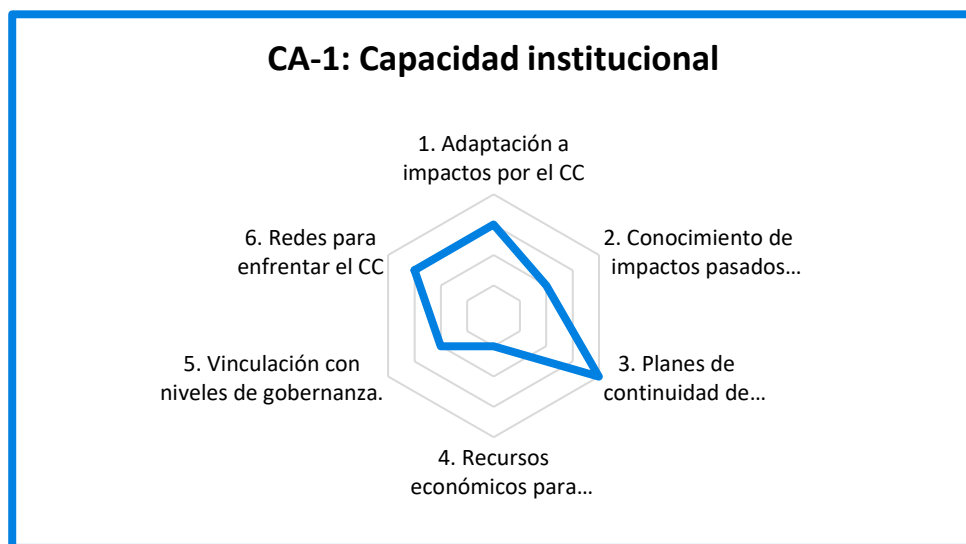 CA-1: Capacidad institucional
1. Adaptación a
impactos por el CC
2. Conocimiento de
impactos pasados…
3. Planes de
continuidad de…
4. Recursos
económicos para…
5. Vinculación con
niveles de gobernanza.
6. Redes para
enfrentar el CC